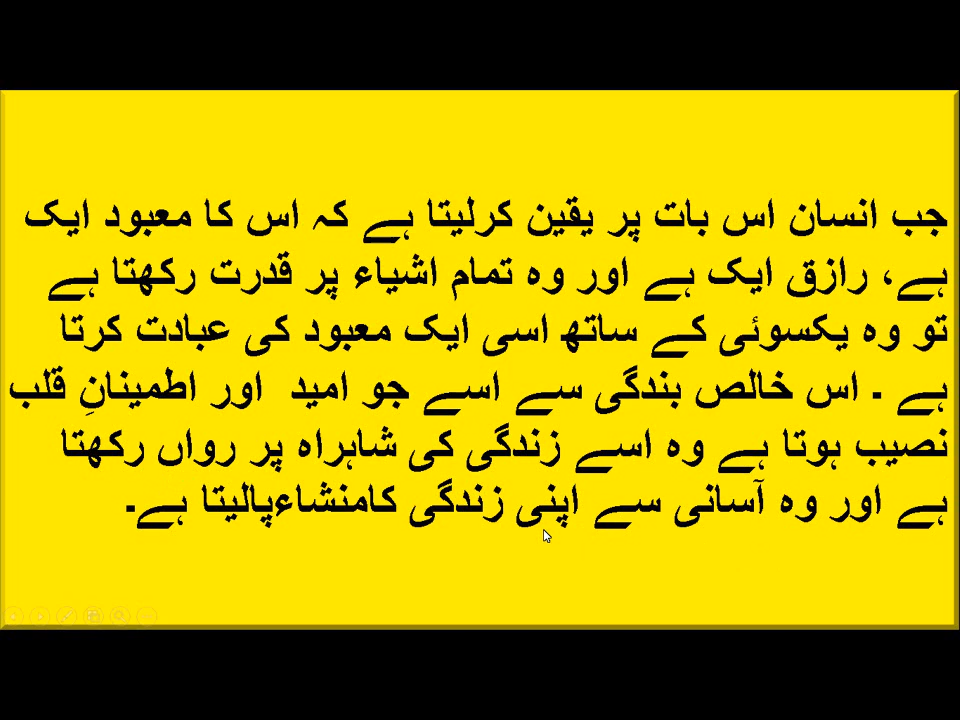 جب انسان اس بات پر یقین کرلیتا ہے کہ اس کا معبود ایک
ہے، رازق ایک ہے اور وہ تمام اشیاء پر قدرت رکھتا ہے
تو وہ یکسوئی کے ساتھ اسی ایک معبود کی عبادت کرتا
ہے ۔ اس خالص بندگی سے اسے جو امید اور اطمینانِ قلب
نصیب ہوتا ہے وہ اسے زندگی کی شاہراہ پر رواں رکھتا
ہے اور وہ آسانی سے اپنی زندگی کامنشاءپالیتا ہے۔